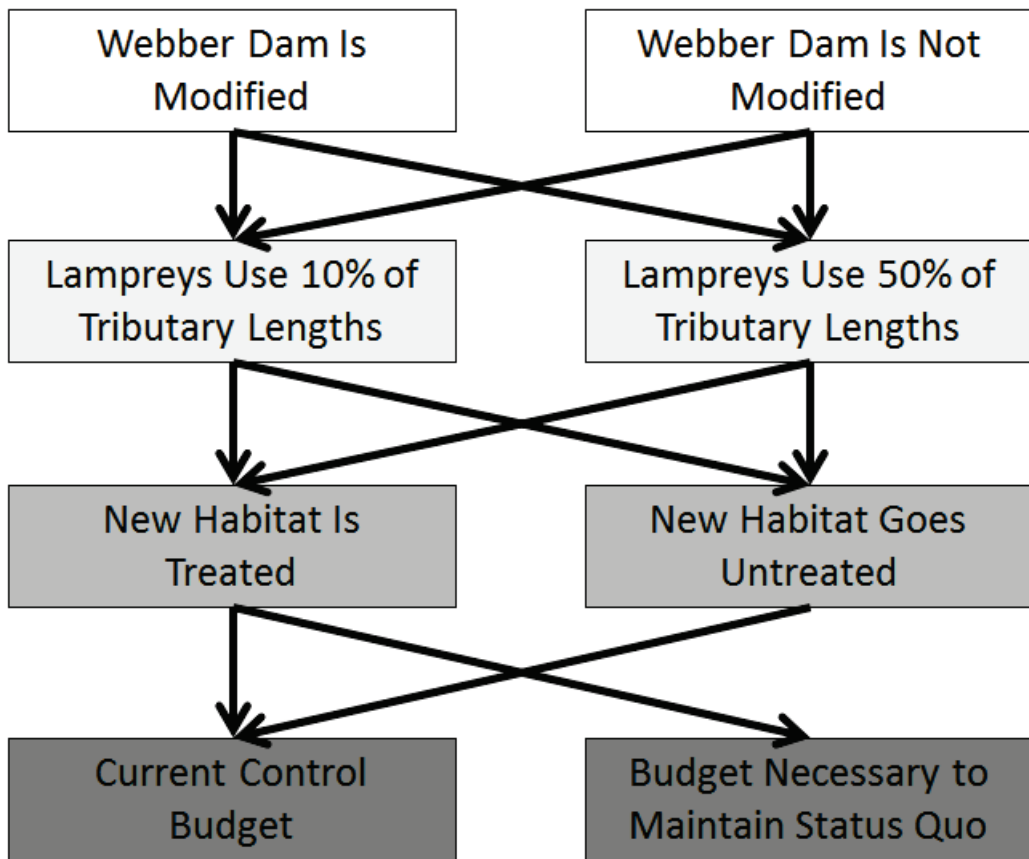 Webber Dam Is
Modified
Webber Dam Is Not
Modified
Lampreys Use 10% of
Tributary Lengths
Lampreys Use 50% of
Tributary Lengths
New Habitat Is
Treated
New Habitat Goes
Untreated
Current Control
Budget
Budget Necessary to
Maintain Status Quo